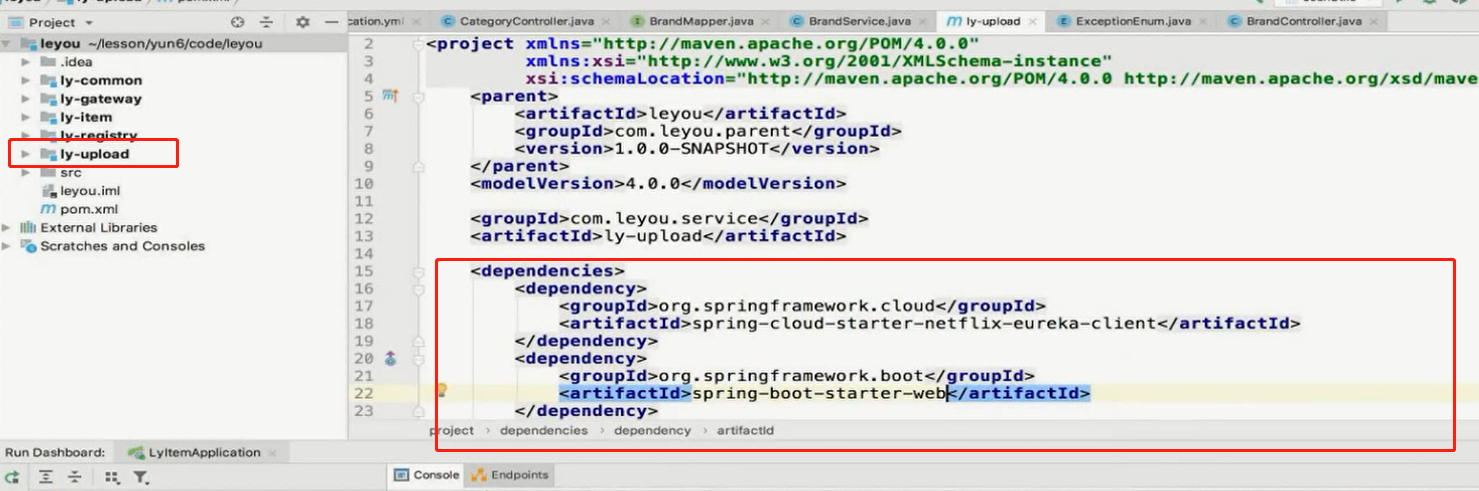 Project
leyou ~/lesson/yun6/code/leyou
.idea
ly-common
ly-gateway
ly-item
ly-registry
ly-upload
src
leyou.iml
pom.xml
External Libraries
Scratches and Consoles
cation.yml
CategoryController.java
BrandMapper.java
BrandService.java
ly-upload
ExceptionEnum.java
BrandController.java
2 <project xmlns="http://maven.apache.org/POM/4.0.0"
3 xmlns:xsi="http://www.w3.org/2001/XMLSchema-instance"
4 xsi:schemaLocation="http://maven.apache.org/POM/4.0.0 http://maven.apache.org/xsd/mave
5 <parent>
6 <artifactId>leyou</artifactId>
7 <groupId>com.leyou.parent</groupId>
8 <version>1.0.0-SNAPSHOT</version>
9 </parent>
10 <modelVersion>4.0.0</modelVersion>
11
12 <groupId>com.leyou.service</groupId>
13 <artifactId>ly-upload</artifactId>
14
15 <dependencies>
16 <dependency>
17 <groupId>org.springframework.cloud</groupId>
18 <artifactId>spring-cloud-starter-netflix-eureka-client</artifactId>
19 </dependency>
20 <dependency>
21 <groupId>org.springframework.boot</groupId>
22 <artifactId>spring-boot-starter-web</artifactId>
23 </dependency>
project › dependencies › dependency › artifactId
Run Dashboard: LyItemApplication
Console Endpoints